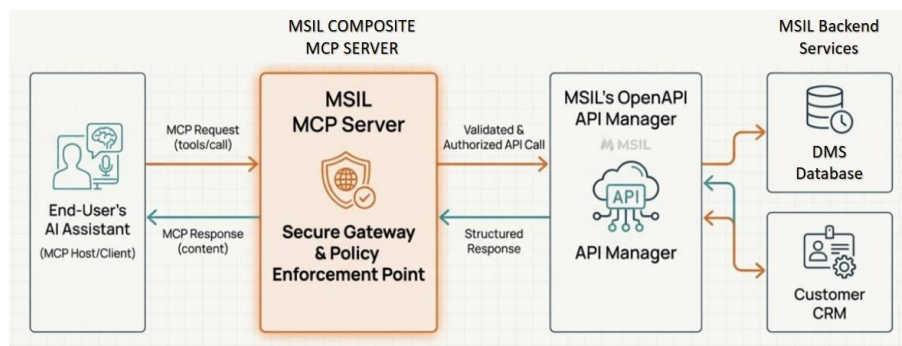 MSIL COMPOSITE
MCP SERVER
MSIL Backend
Services
End-User's
AI Assistant
(MCP Host/Client)
MCP Request
(tools/call)
MCP Response
(content)
MSIL
MCP Server
Secure Gateway
& Policy
Enforcement Point
Validated &
Authorized API Call
Structured
Response
MSIL's OpenAPI
API Manager
MSIL
API
API Manager
DMS
Database
Customer
CRM